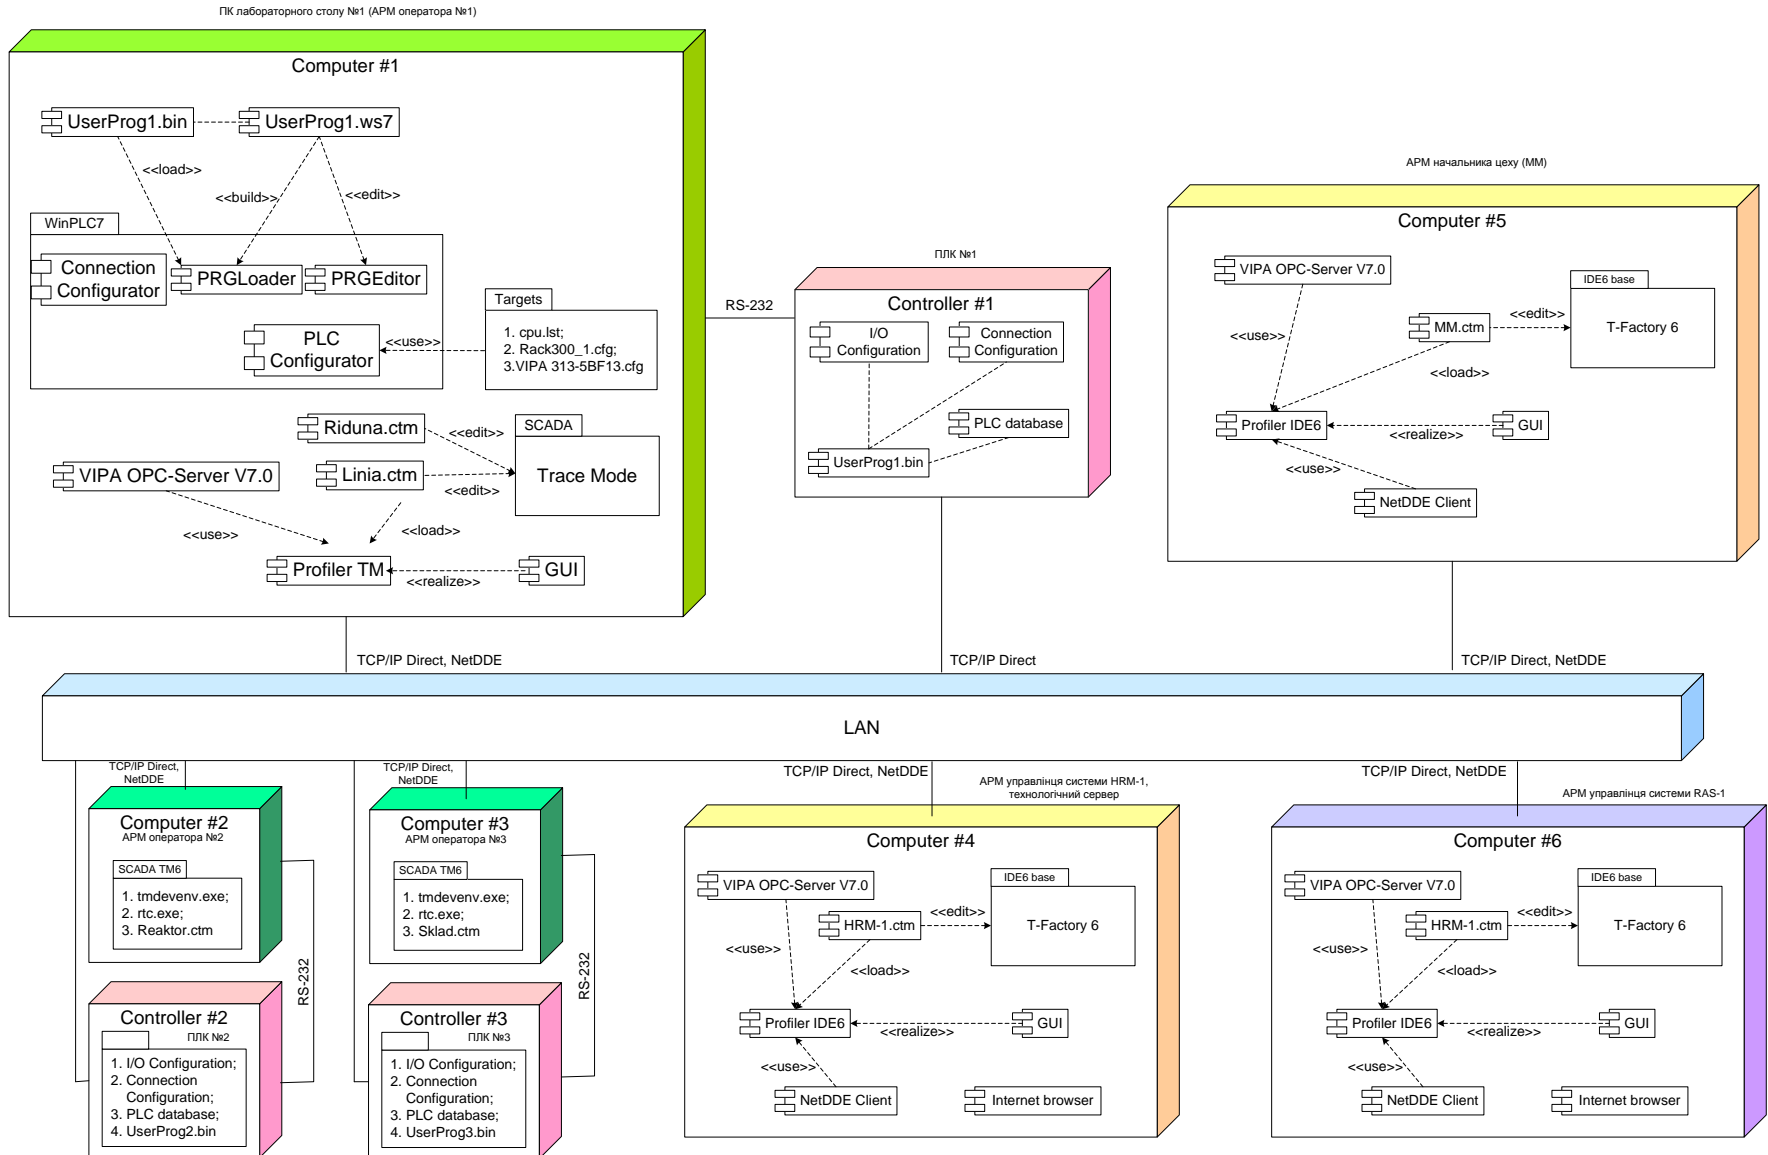 ПК лабораторного столу №1 (АРМ оператора №1)
Computer #1
UserProg1.bin
UserProg1.ws7
<<load>>
<<build>>
<<edit>>
WinPLC7
Connection
Configurator
PRGLoader
PRGEditor
PLC
Configurator
<<use>>
Targets
1. cpu.lst;
2. Rack300_1.cfg;
3.VIPA 313-5BF13.cfg
Riduna.ctm
<<edit>>
SCADA
Trace Mode
VIPA OPC-Server V7.0
Linia.ctm
<<edit>>
<<use>>
<<load>>
Profiler TM
<<realize>>
GUI
RS-232
ПЛК №1
Controller #1
I/O
Configuration
Connection
Configuration
PLC database
UserProg1.bin
АРМ начальника цеху (ММ)
Computer #5
VIPA OPC-Server V7.0
IDE6 base
T-Factory 6
MM.ctm
<<edit>>
<<use>>
<<load>>
Profiler IDE6
<<realize>>
GUI
<<use>>
NetDDE Client
TCP/IP Direct, NetDDE
TCP/IP Direct
TCP/IP Direct, NetDDE
LAN
TCP/IP Direct,
NetDDE
Computer #2
АРМ оператора №2
SCADA TM6
1. tmdevenv.exe;
2. rtc.exe;
3. Reaktor.ctm
RS-232
Controller #2
ПЛК №2
1. I/O Configuration;
2. Connection
Configuration;
3. PLC database;
4. UserProg2.bin
TCP/IP Direct,
NetDDE
Computer #3
АРМ оператора №3
SCADA TM6
1. tmdevenv.exe;
2. rtc.exe;
3. Sklad.ctm
RS-232
Controller #3
ПЛК №3
1. I/O Configuration;
2. Connection
Configuration;
3. PLC database;
4. UserProg3.bin
TCP/IP Direct, NetDDE
АРМ управлінця системи HRM-1,
технологічний сервер
Computer #4
VIPA OPC-Server V7.0
IDE6 base
T-Factory 6
HRM-1.ctm
<<edit>>
<<use>>
<<load>>
Profiler IDE6
<<realize>>
GUI
<<use>>
NetDDE Client
Internet browser
TCP/IP Direct, NetDDE
АРМ управлінця системи RAS-1
Computer #6
VIPA OPC-Server V7.0
IDE6 base
T-Factory 6
HRM-1.ctm
<<edit>>
<<use>>
<<load>>
Profiler IDE6
<<realize>>
GUI
<<use>>
NetDDE Client
Internet browser